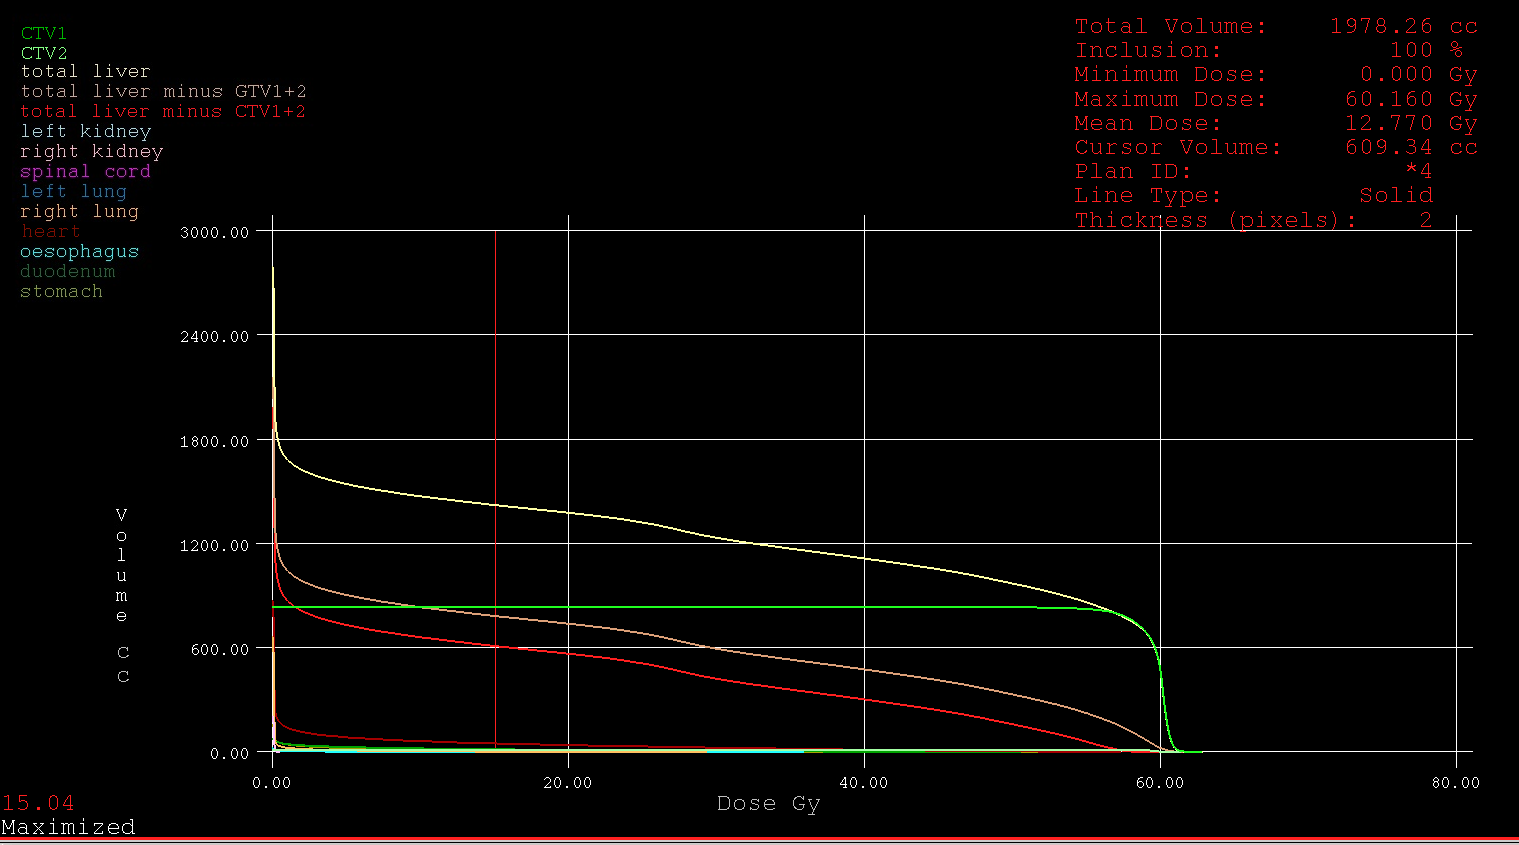 CTV1
CTV2
total liver
total liver minus GTV1+2
total liver minus CTV1+2
left kidney
right kidney
spinal cord
left lung
right lung
heart
oesophagus
duodenum
stomach
Total Volume: 1978.26 cc
Inclusion: 100 %
Minimum Dose: 0.000 Gy
Maximum Dose: 60.160 Gy
Mean Dose: 12.770 Gy
Cursor Volume: 609.34 cc
Plan ID: *4
Line Type: Solid
Thickness (pixels): 2
3000.00
2400.00
1800.00
1200.00
600.00
0.00
Volume CC
0.00 20.00 40.00 60.00 80.00
Dose Gy
15.04
Maximized